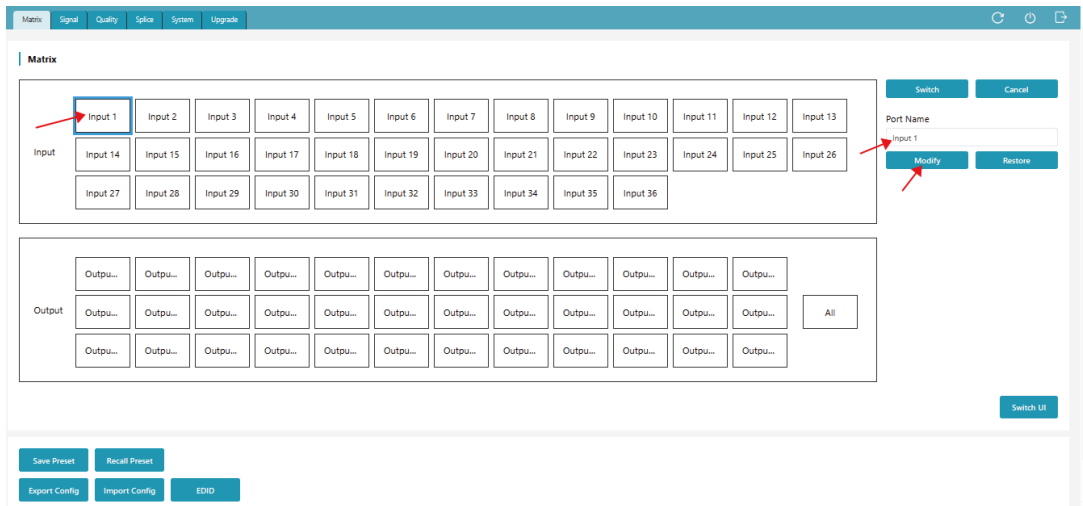 Matrix Signal Quality Splice System Upgrade
Matrix
Switch Cancel
Input 1 Input 2 Input 3 Input 4 Input 5 Input 6 Input 7 Input 8 Input 9 Input 10 Input 11 Input 12 Input 13
Port Name
Input 1
Input Input 14 Input 15 Input 16 Input 17 Input 18 Input 19 Input 20 Input 21 Input 22 Input 23 Input 24 Input 25 Input 26
Modify Restore
Input 27 Input 28 Input 29 Input 30 Input 31 Input 32 Input 33 Input 34 Input 35 Input 36
Outpu... Outpu... Outpu... Outpu... Outpu... Outpu... Outpu... Outpu... Outpu... Outpu... Outpu... Outpu...
Output Outpu... Outpu... Outpu... Outpu... Outpu... Outpu... Outpu... Outpu... Outpu... Outpu... Outpu... Outpu... All
Outpu... Outpu... Outpu... Outpu... Outpu... Outpu... Outpu... Outpu... Outpu... Outpu... Outpu... Outpu...
Switch UI
Save Preset Recall Preset
Export Config Import Config EDID